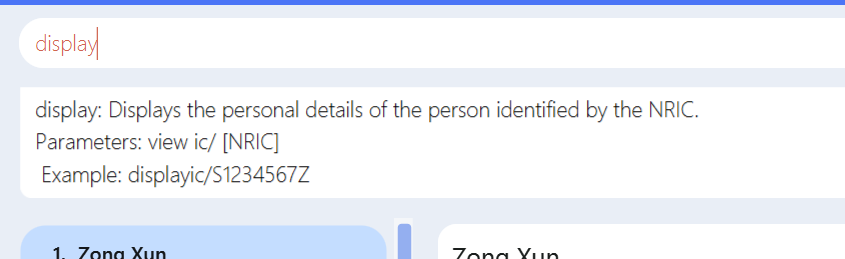 display
display: Displays the personal details of the person identified by the NRIC.
Parameters: view ic/ [NRIC]
Example: displayic/S1234567Z
1. Zong Xun
Zong Xun